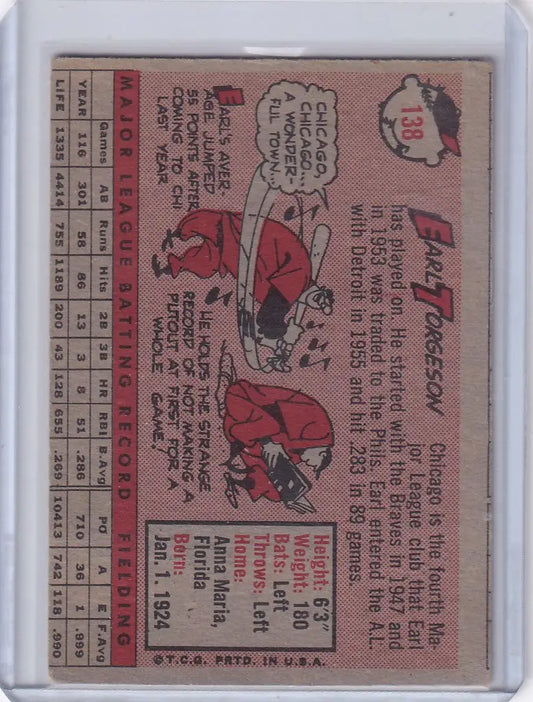 138
EARL TORGESON
Chicago is the fourth Ma-
jor League club that Earl
has played on. He started with the Braves in 1947 and
in 1953 was traded to the Phils. Earl entered the A.L.
with Detroit in 1955 and hit .283 in 89 games.
CHICAGO,
CHICAGO...
A WONDER-
FUL TOWN...
EARL'S AVER-
AGE JUMPED
55 POINTS AFTER
COMING TO CHI
LAST YEAR
HE HOLDS THE STRANGE
RECORD OF NOT MAKING A
PUTOUT AT FIRST FOR A
WHOLE GAME!
Height: 6'3"
Weight: 180
Bats: Left
Throws: Left
Home:
Anna Maria,
Florida
Born:
Jan. 1. 1924
MAJOR LEAGUE BATTING RECORD FIELDING
Games AB Runs Hits 2B 3B HR RBI B.Avg PO A E F.Avg
YEAR 116 301 58 86 13 3 8 51 .286 710 36 1 .999
LIFE 1335 4414 755 1189 200 43 128 655 .269 10413 742 118 .990
©T.C.G. PRTD. IN U.S.A.